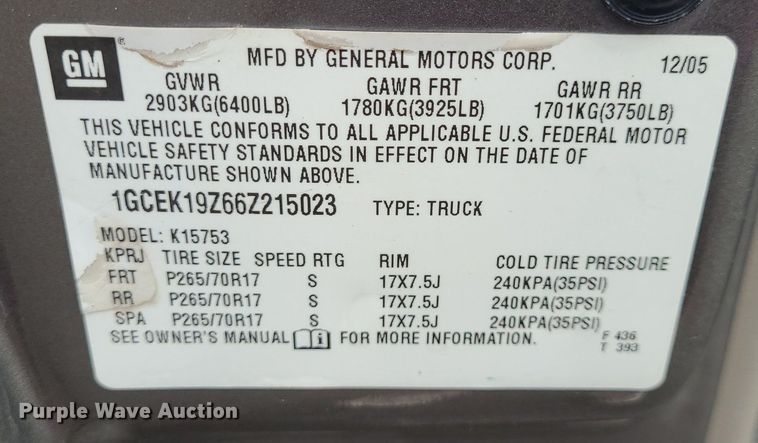 GM ®
MFD BY GENERAL MOTORS CORP. 12/05
GVWR GAWR FRT GAWR RR
2903KG(6400LB) 1780KG(3925LB) 1701KG(3750LB)
THIS VEHICLE CONFORMS TO ALL APPLICABLE U.S. FEDERAL MOTOR
VEHICLE SAFETY STANDARDS IN EFFECT ON THE DATE OF
MANUFACTURE SHOWN ABOVE.
1GCEK19Z66Z215023 TYPE: TRUCK
MODEL: K15753
KPRJ TIRE SIZE SPEED RTG RIM COLD TIRE PRESSURE
FRT P265/70R17 S 17X7.5J 240KPA(35PSI)
RR P265/70R17 S 17X7.5J 240KPA(35PSI)
SPA P265/70R17 S 17X7.5J 240KPA(35PSI)
SEE OWNER'S MANUAL i FOR MORE INFORMATION.
F 436
T 393
Purple Wave Auction